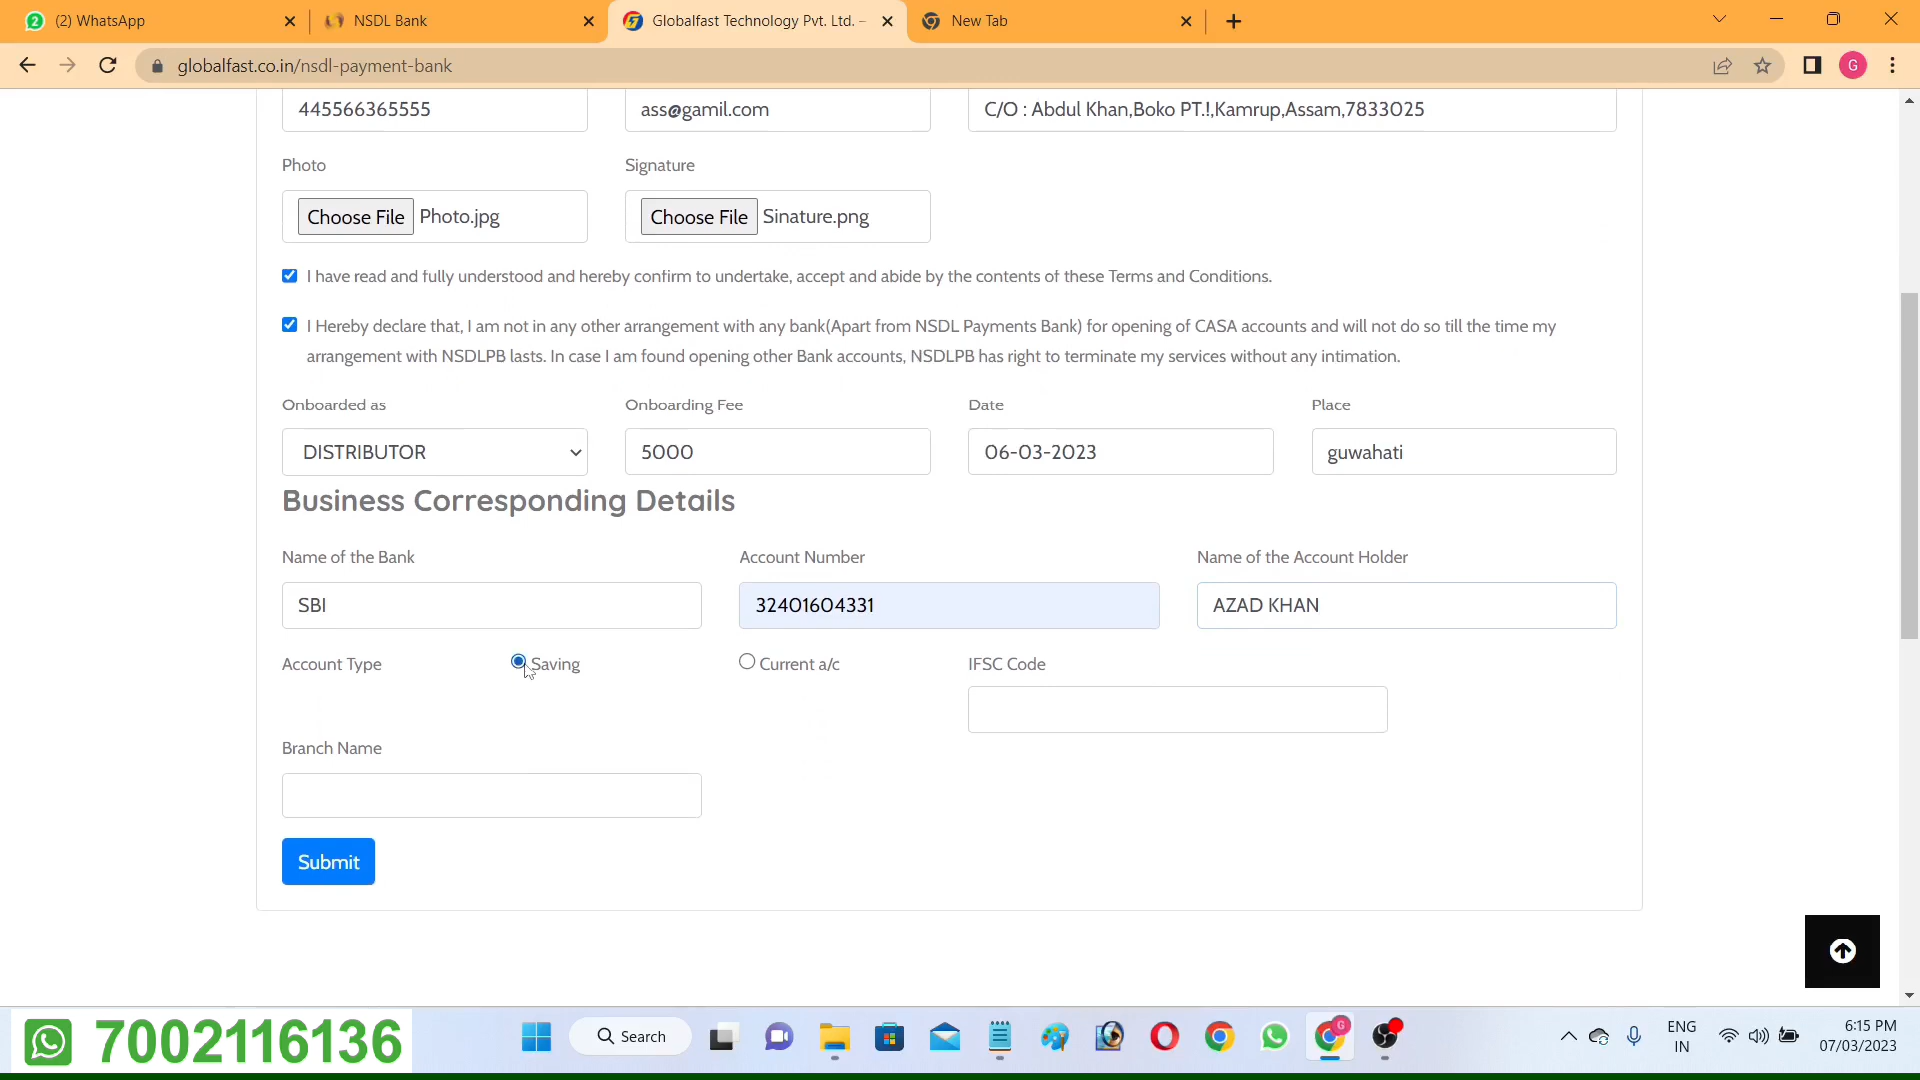 (2) WhatsApp
NSDL Bank
Globalfast Technology Pvt. Ltd. –
New Tab
globalfast.co.in/nsdl-payment-bank
G
445566365555
ass@gamil.com
C/O : Abdul Khan,Boko PT.!,Kamrup,Assam,7833025
Photo
Signature
Choose File Photo.jpg
Choose File Sinature.png
I have read and fully understood and hereby confirm to undertake, accept and abide by the contents of these Terms and Conditions.
I Hereby declare that, I am not in any other arrangement with any bank(Apart from NSDL Payments Bank) for opening of CASA accounts and will not do so till the time my
arrangement with NSDLPB lasts. In case I am found opening other Bank accounts, NSDLPB has right to terminate my services without any intimation.
Onboarded as
Onboarding Fee
Date
Place
DISTRIBUTOR
5000
06-03-2023
guwahati
Business Corresponding Details
Name of the Bank
Account Number
Name of the Account Holder
SBI
32401604331
AZAD KHAN
Account Type
Saving
Current a/c
IFSC Code
Branch Name
Submit
7002116136
Search
ENG
IN
6:15 PM
07/03/2023